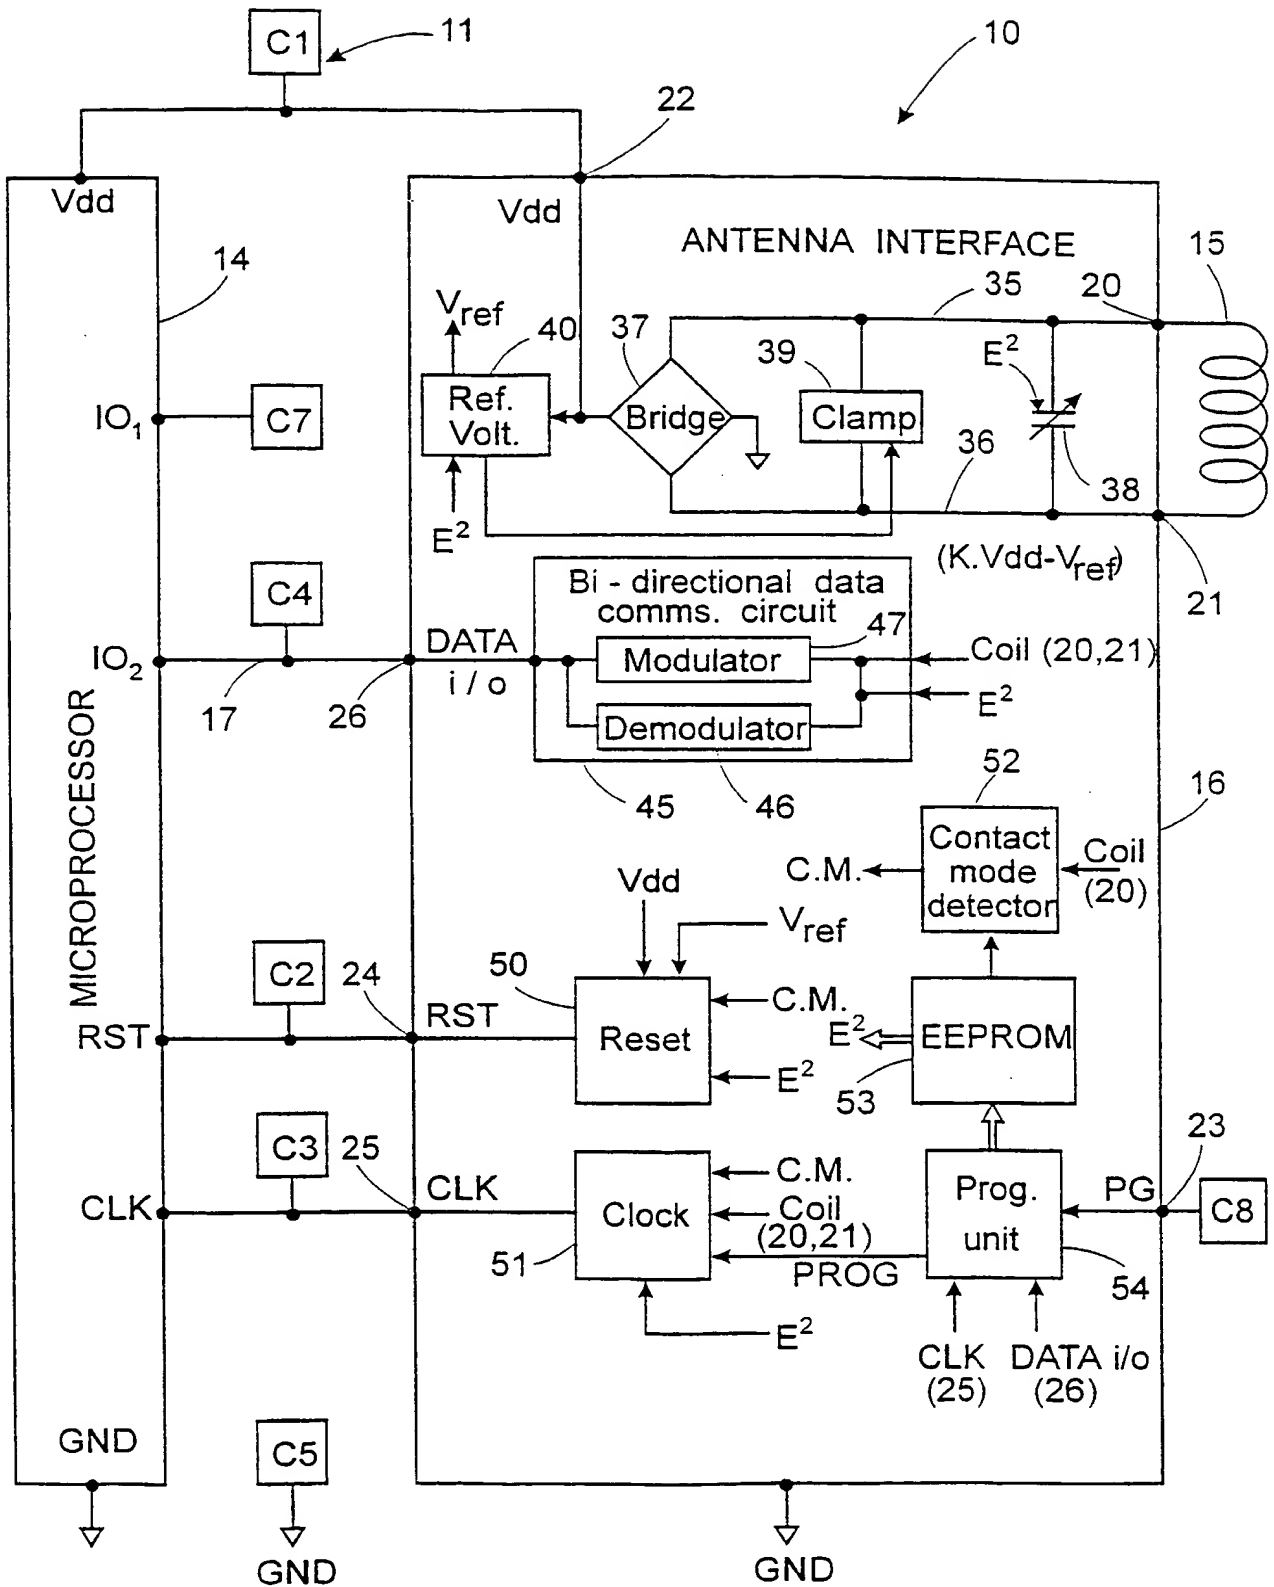 C1
11
10
22
Vdd
Vdd
ANTENNA INTERFACE
14
15
20
35
Vref
40
37
39
E²
Ref. Volt.
Bridge
Clamp
IO1
C7
36
38
E²
(K.Vdd-Vref)
21
C4
Bi - directional data
comms. circuit
47
IO2
DATA
i / o
Modulator
Coil (20,21)
17
26
E²
Demodulator
MICROPROCESSOR
45
46
52
16
Contact
mode
detector
C.M.
Coil
(20)
Vdd
Vref
C2
24
50
C.M.
RST
RST
Reset
E²
EEPROM
E²
53
C3
25
23
C.M.
CLK
CLK
Clock
Coil
(20,21)
Prog.
unit
PG
C8
51
PROG
54
E²
CLK
(25)
DATA i/o
(26)
GND
C5
GND
GND